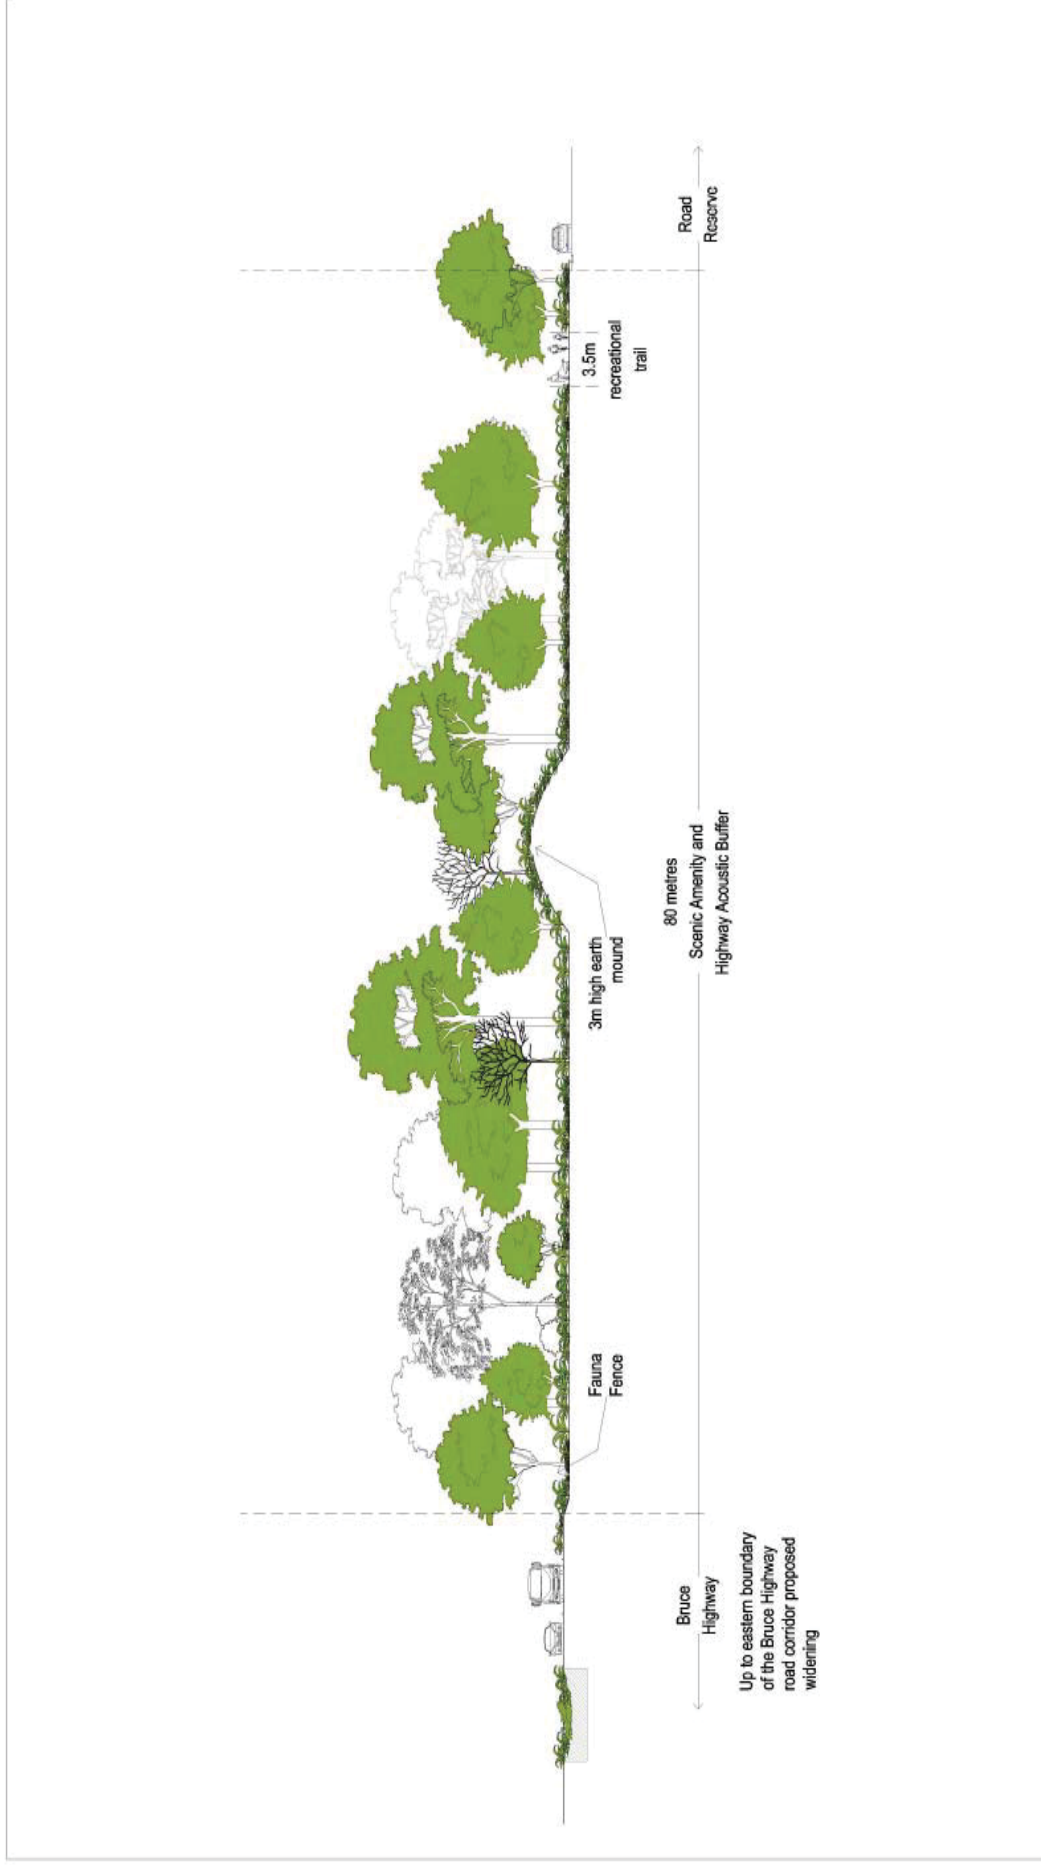 Bruce
Highway
Up to eastern boundary
of the Bruce Highway
road corridor proposed
widening
Fauna
Fence
3m high earth
mound
80 metres
Scenic Amenity and
Highway Acoustic Buffer
3.5m
recreational
trail
Road
Reserve